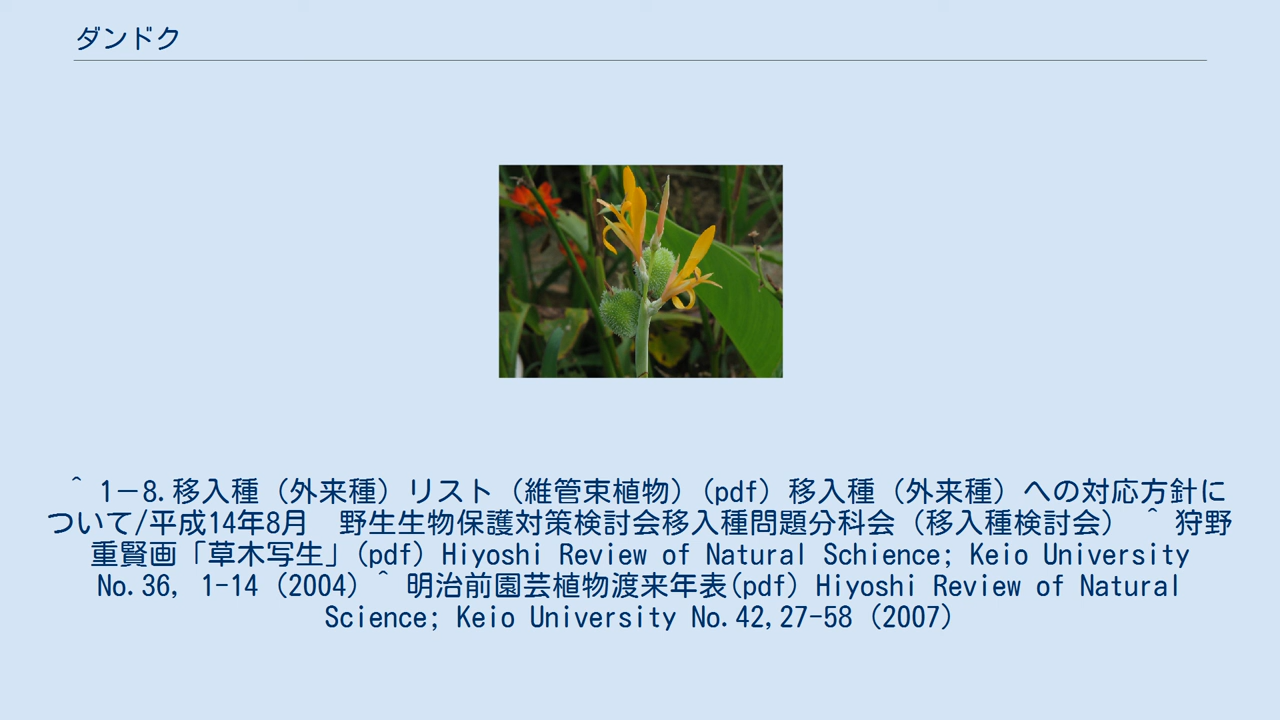 ダンドク
^ 1－8.移入種（外来種）リスト（維管束植物）(pdf）移入種（外来種）への対応方針に
ついて/平成14年8月　野生生物保護対策検討会移入種問題分科会（移入種検討会） ^ 狩野
重賢画「草木写生」(pdf）Hiyoshi Review of Natural Schience; Keio University
No.36, 1-14（2004）^ 明治前園芸植物渡来年表(pdf）Hiyoshi Review of Natural
Science; Keio University No.42,27-58（2007）